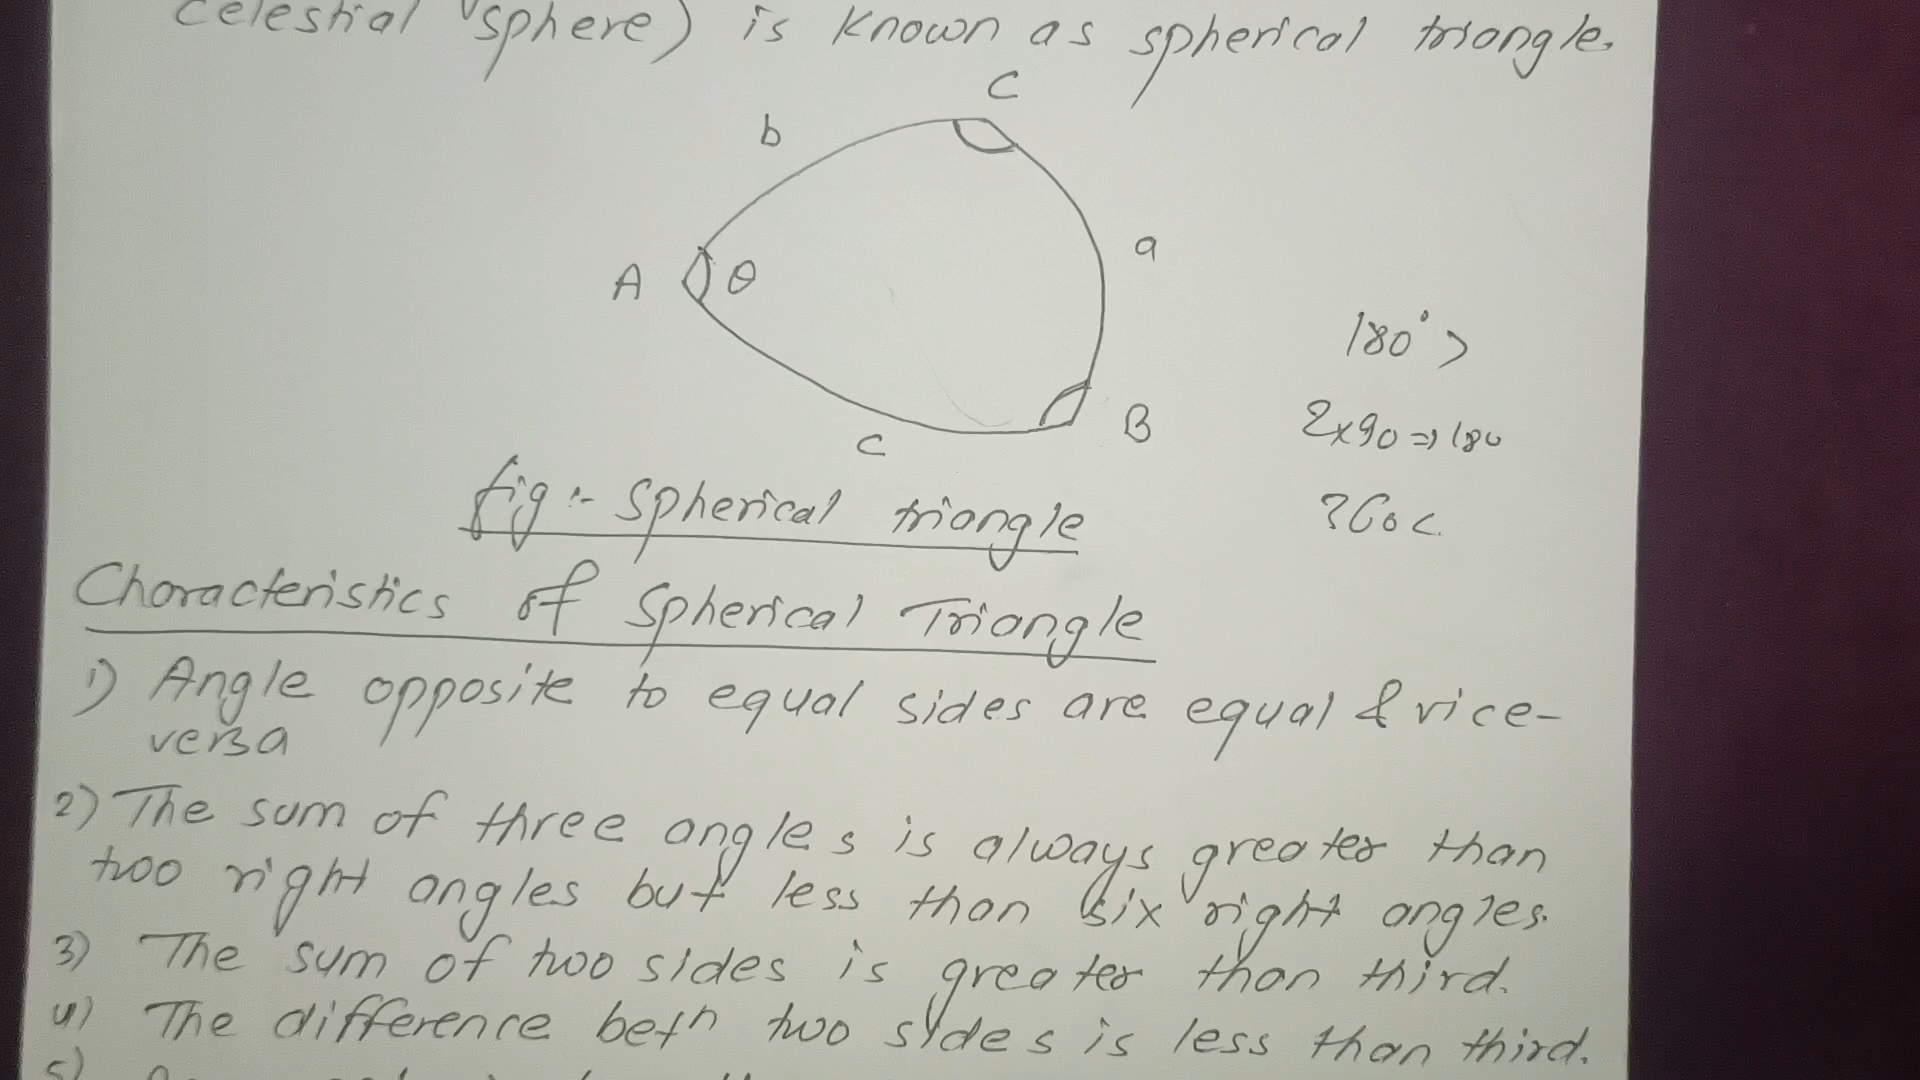 celestial sphere) is known as spherical triangle.
C
b
a
A θ
180° >
2x90 => 180
B
c
fig :- Spherical triangle
360 <
Characteristics of Spherical Triangle
1) Angle opposite to equal sides are equal & vice-
versa
2) The sum of three angles is always greater than
two right angles but less than six right angles.
3) The sum of two sides is greater than third.
4) The difference betn two sides is less than third.
5)